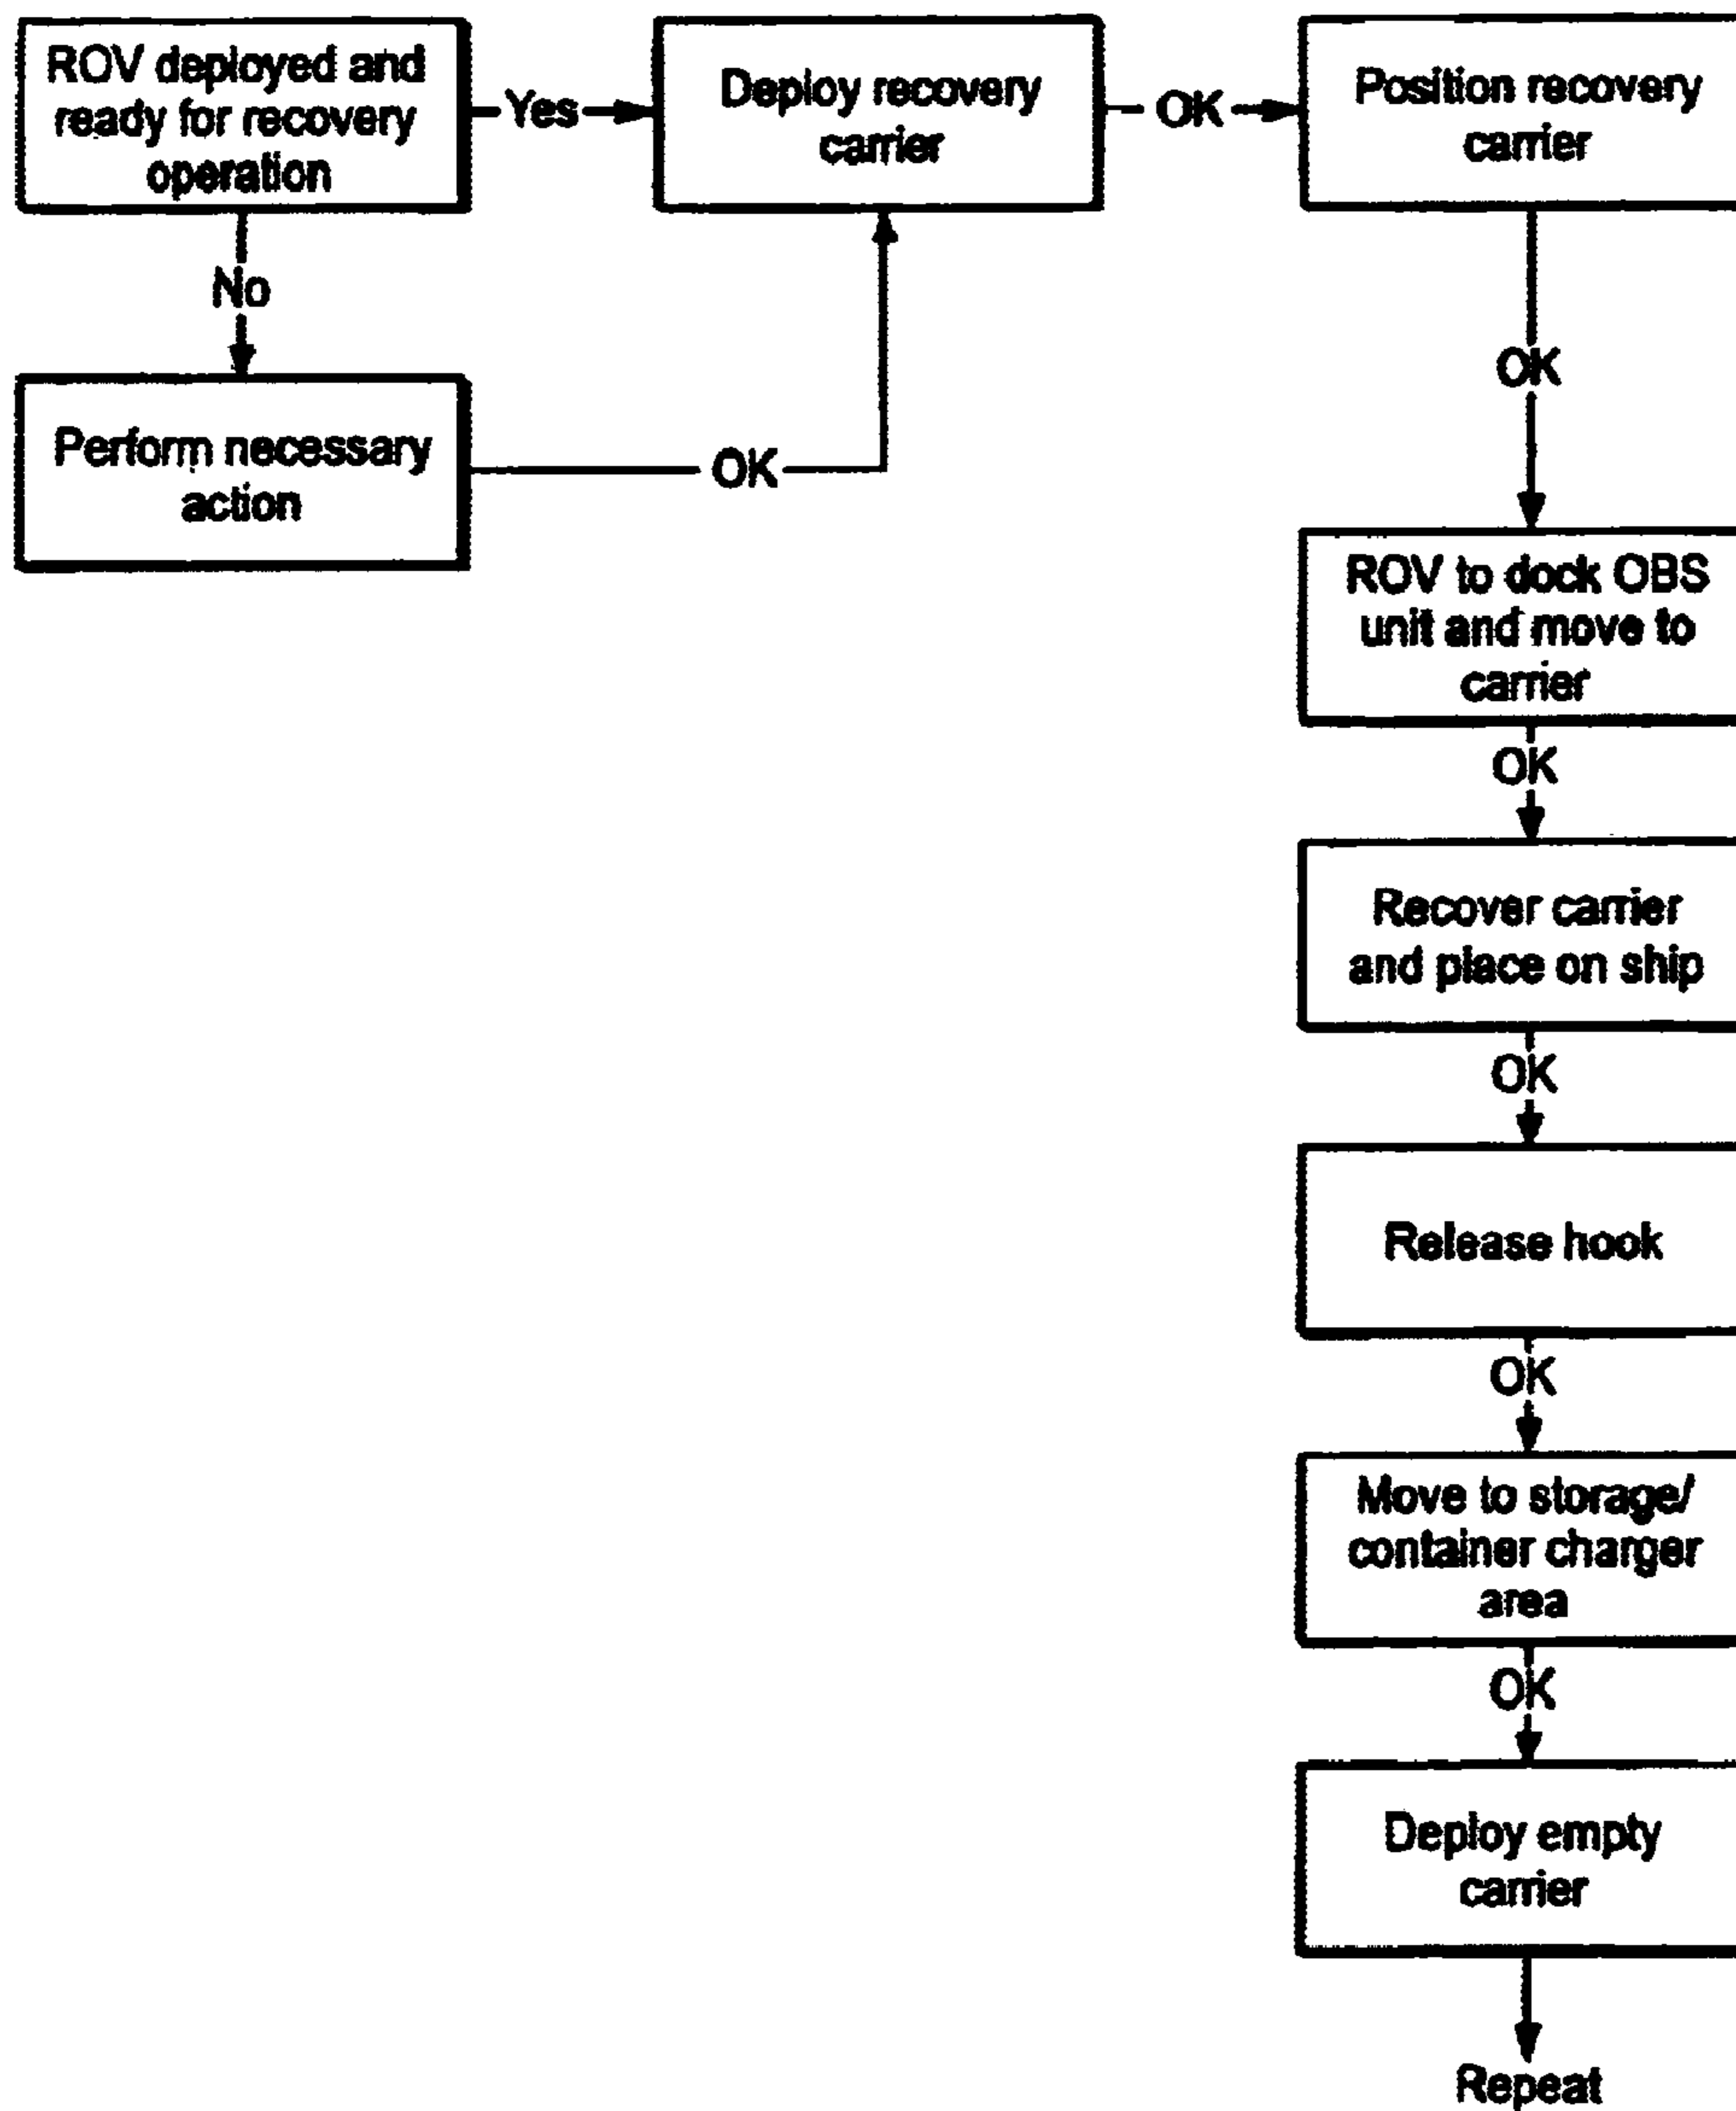 ROV deployed and
ready for recovery
operation
Yes
Deploy recovery
carrier
OK
Position recovery
carrier
No
OK
Perform necessary
action
OK
ROV to dock OBS
unit and move to
carrier
OK
Recover carrier
and place on ship
OK
Release hook
OK
Move to storage/
container charger
area
OK
Deploy empty
carrier
Repeat